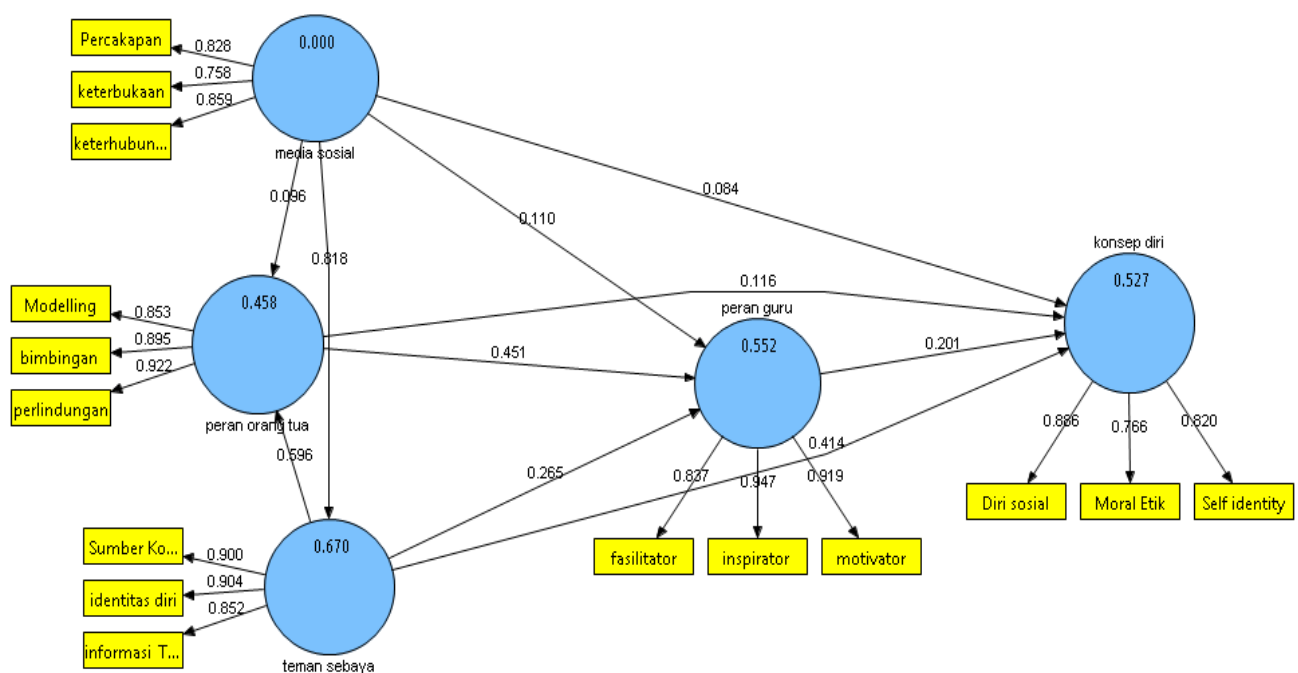 Percakapan
0.828
0.000
keterbukaan
0.758
0.859
keterhubun...
media sosial
0.096
0.818
0.110
0.084
konsep diri
0.527
Modelling
0.853
0.458
0.116
peran guru
bimbingan
0.895
0.451
0.552
0.201
perlindungan
0.922
peran orang tua
0.596
0.265
0.414
0.837
0.947
0.919
0.886
0.766
0.820
Diri sosial
Moral Etik
Self identity
Sumber Ko...
0.900
0.670
fasilitator
inspirator
motivator
identitas diri
0.904
0.852
informasi T...
teman sebaya